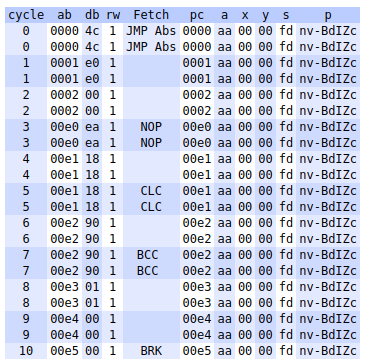 cycle ab db rw Fetch pc a x y s p
0 0000 4c 1 JMP Abs 0000 aa 00 00 fd nv-BdIZc
0 0000 4c 1 JMP Abs 0000 aa 00 00 fd nv-BdIZc
1 0001 e0 1 0001 aa 00 00 fd nv-BdIZc
1 0001 e0 1 0001 aa 00 00 fd nv-BdIZc
2 0002 00 1 0002 aa 00 00 fd nv-BdIZc
2 0002 00 1 0002 aa 00 00 fd nv-BdIZc
3 00e0 ea 1 NOP 00e0 aa 00 00 fd nv-BdIZc
3 00e0 ea 1 NOP 00e0 aa 00 00 fd nv-BdIZc
4 00e1 18 1 00e1 aa 00 00 fd nv-BdIZc
4 00e1 18 1 00e1 aa 00 00 fd nv-BdIZc
5 00e1 18 1 CLC 00e1 aa 00 00 fd nv-BdIZc
5 00e1 18 1 CLC 00e1 aa 00 00 fd nv-BdIZc
6 00e2 90 1 00e2 aa 00 00 fd nv-BdIZc
6 00e2 90 1 00e2 aa 00 00 fd nv-BdIZc
7 00e2 90 1 BCC 00e2 aa 00 00 fd nv-BdIZc
7 00e2 90 1 BCC 00e2 aa 00 00 fd nv-BdIZc
8 00e3 01 1 00e3 aa 00 00 fd nv-BdIZc
8 00e3 01 1 00e3 aa 00 00 fd nv-BdIZc
9 00e4 00 1 00e4 aa 00 00 fd nv-BdIZc
9 00e4 00 1 00e4 aa 00 00 fd nv-BdIZc
10 00e5 00 1 BRK 00e5 aa 00 00 fd nv-BdIZc